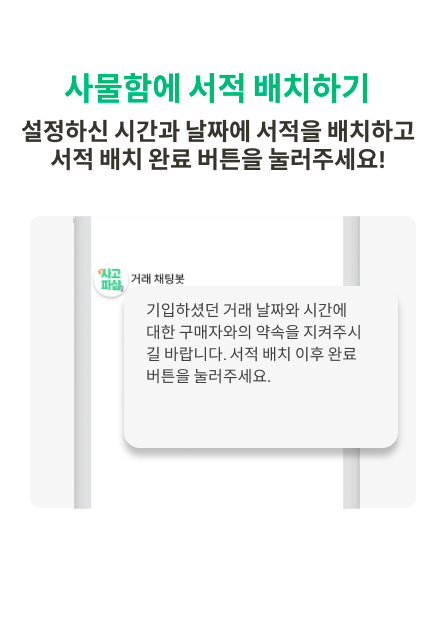 사물함에 서적 배치하기
설정하신 시간과 날짜에 서적을 배치하고
서적 배치 완료 버튼을 눌러주세요!
사고
파삼
거래 채팅봇
기입하셨던 거래 날짜와 시간에
대한 구매자와의 약속을 지켜주시
길 바랍니다. 서적 배치 이후 완료
버튼을 눌러주세요.